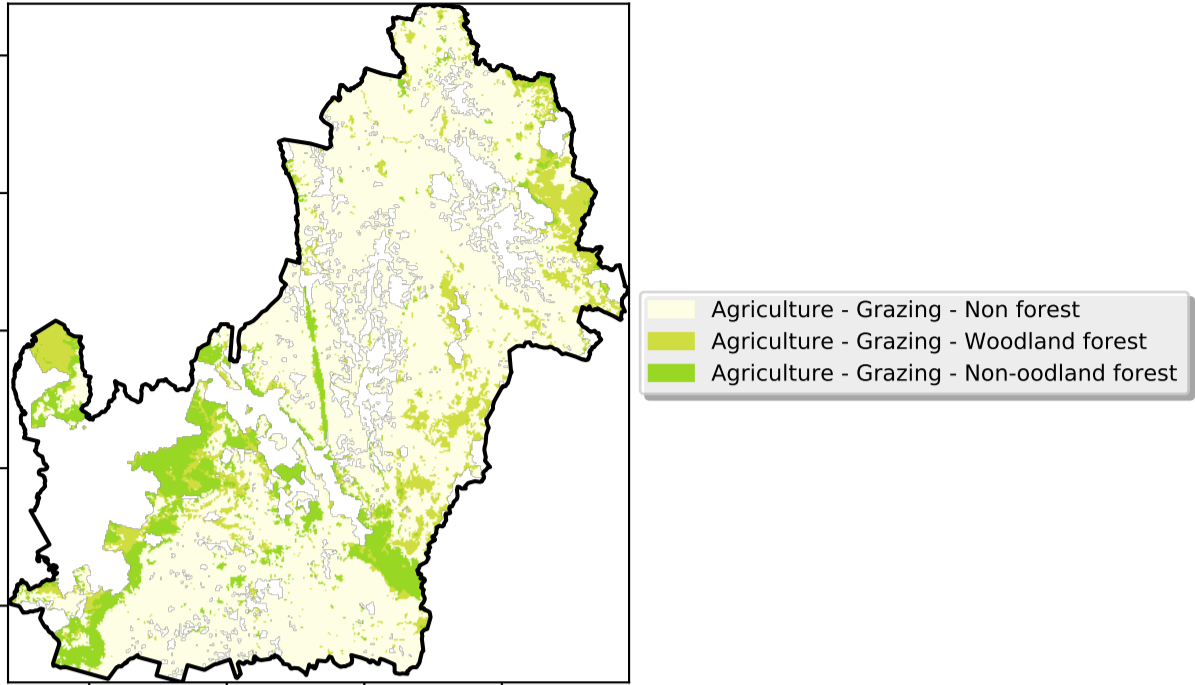 Agriculture - Grazing - Non forest
Agriculture - Grazing - Woodland forest
Agriculture - Grazing - Non-oodland forest